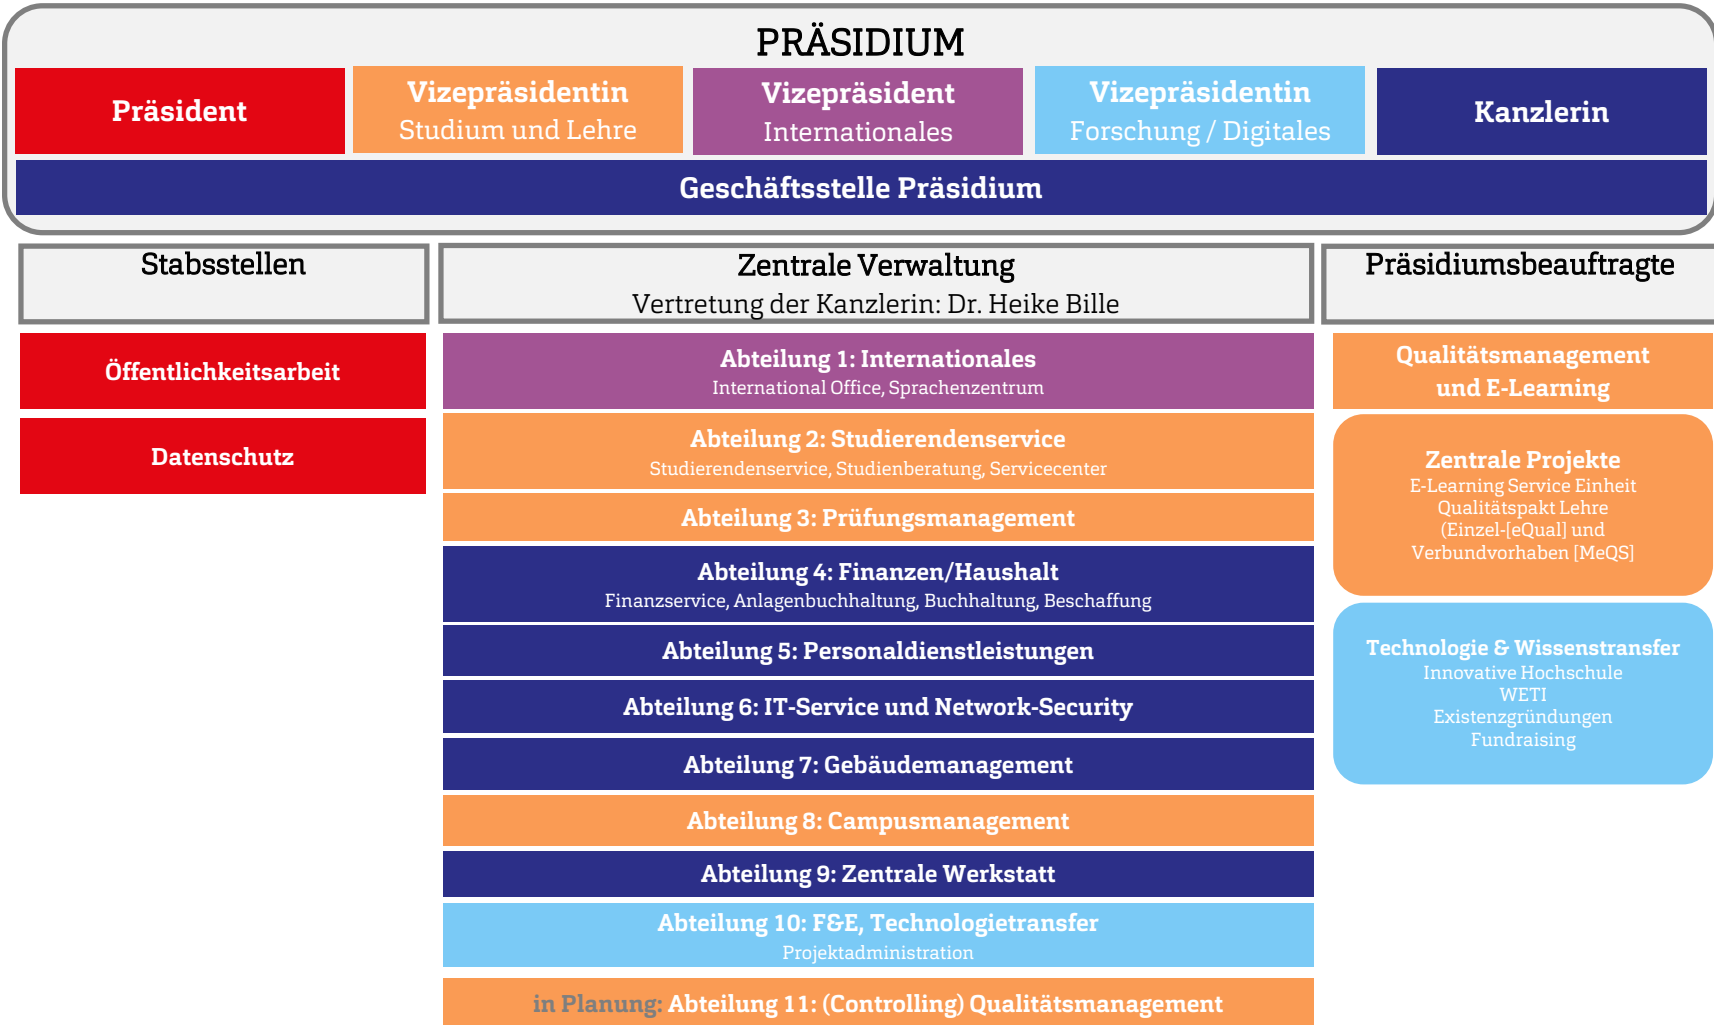 PRÄSIDIUM
Präsident
Vizepräsidentin
Studium und Lehre
Vizepräsident
Internationales
Vizepräsidentin
Forschung / Digitales
Kanzlerin
Geschäftsstelle Präsidium
Stabsstellen
Öffentlichkeitsarbeit
Datenschutz
Zentrale Verwaltung
Vertretung der Kanzlerin: Dr. Heike Bille
Abteilung 1: Internationales
International Office, Sprachenzentrum
Abteilung 2: Studierendenservice
Studierendenservice, Studienberatung, Servicecenter
Abteilung 3: Prüfungsmanagement
Abteilung 4: Finanzen/Haushalt
Finanzservice, Anlagenbuchhaltung, Buchhaltung, Beschaffung
Abteilung 5: Personaldienstleistungen
Abteilung 6: IT-Service und Network-Security
Abteilung 7: Gebäudemanagement
Abteilung 8: Campusmanagement
Abteilung 9: Zentrale Werkstatt
Abteilung 10: F&E, Technologietransfer
Projektadministration
in Planung: Abteilung 11: (Controlling) Qualitätsmanagement
Präsidiumsbeauftragte
Qualitätsmanagement
und E-Learning
Zentrale Projekte
E-Learning Service Einheit
Qualitätspakt Lehre
(Einzel-[eQual] und
Verbundvorhaben [MeQS]
Technologie & Wissenstransfer
Innovative Hochschule
WETI
Existenzgründungen
Fundraising